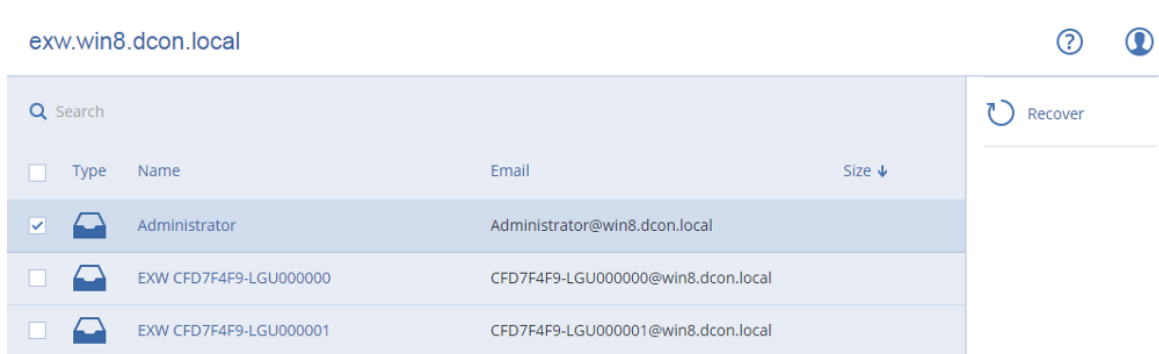 exw.win8.dcon.local
Search
Recover
Type Name Email Size
Administrator Administrator@win8.dcon.local
EXW CFD7F4F9-LGU000000 CFD7F4F9-LGU000000@win8.dcon.local
EXW CFD7F4F9-LGU000001 CFD7F4F9-LGU000001@win8.dcon.local